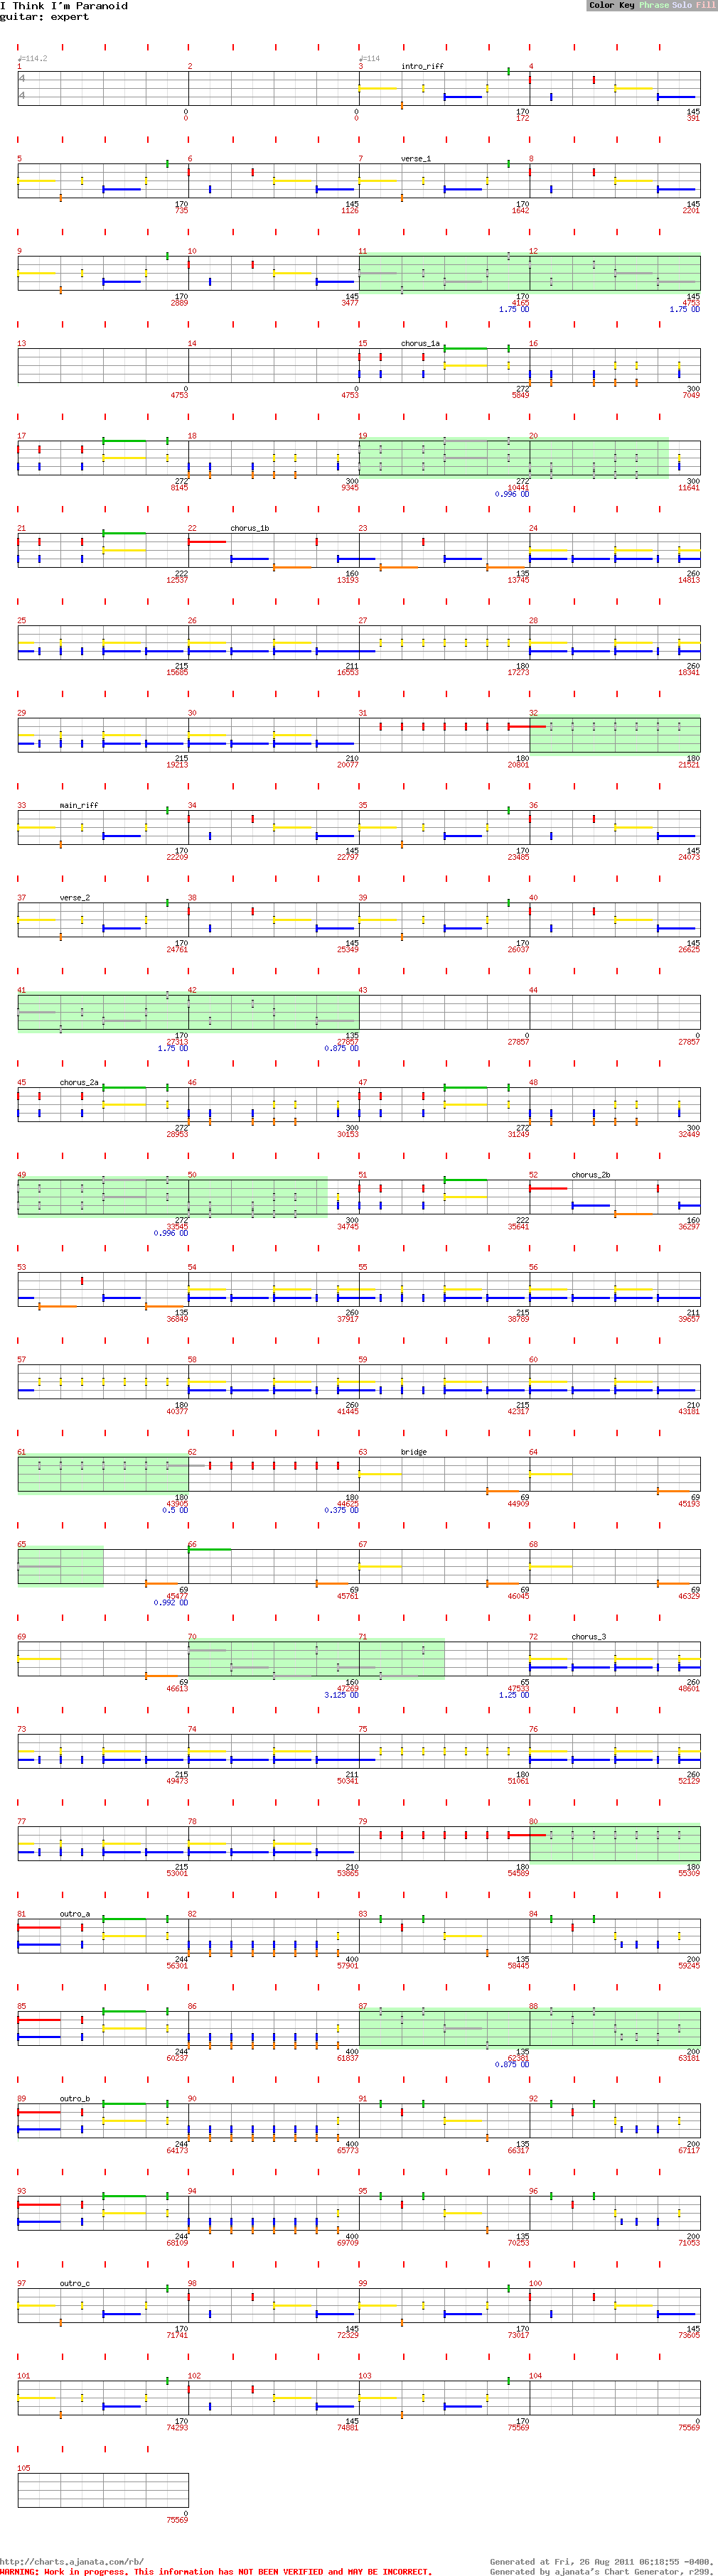 I Think I'm Paranoid
Color Key Phrase Solo Fill
guitar: expert
♩=114.2 ♩=114
1 2 3 intro_riff 4
0 0 170 145
0 0 172 391
5 6 7 verse_1 8
170 145 170 145
735 1126 1642 2201
9 10 11 12
170 145 170 145
2889 3477 4165 4753
1.75 OD 1.75 OD
13 14 15 chorus_1a 16
0 0 272 300
4753 4753 5849 7049
17 18 19 20
272 300 272 300
8145 9345 10441 11641
0.996 OD
21 22 chorus_1b 23 24
222 160 135 260
12537 13193 13745 14813
25 26 27 28
215 211 180 260
15685 16553 17273 18341
29 30 31 32
215 210 180 180
19213 20077 20801 21521
33 main_riff 34 35 36
170 145 170 145
22209 22797 23485 24073
37 verse_2 38 39 40
170 145 170 145
24761 25349 26037 26625
41 42 43 44
170 135 0 0
27313 27857 27857 27857
1.75 OD 0.875 OD
45 chorus_2a 46 47 48
272 300 272 300
28953 30153 31249 32449
49 50 51 52 chorus_2b
272 300 222 160
33545 34745 35641 36297
0.996 OD
53 54 55 56
135 260 215 211
36849 37917 38789 39657
57 58 59 60
180 260 215 210
40377 41445 42317 43181
61 62 63 bridge 64
180 180 69 69
43905 44625 44909 45193
0.5 OD 0.375 OD
65 66 67 68
69 69 69 69
45477 45761 46045 46329
0.992 OD
69 70 71 72 chorus_3
69 160 65 260
46613 47269 47533 48601
3.125 OD 1.25 OD
73 74 75 76
215 211 180 260
49473 50341 51061 52129
77 78 79 80
215 210 180 180
53001 53865 54589 55309
81 outro_a 82 83 84
244 400 135 200
56301 57901 58445 59245
85 86 87 88
244 400 135 200
60237 61837 62381 63181
0.875 OD
89 outro_b 90 91 92
244 400 135 200
64173 65773 66317 67117
93 94 95 96
244 400 135 200
68109 69709 70253 71053
97 outro_c 98 99 100
170 145 170 145
71741 72329 73017 73605
101 102 103 104
170 145 170 0
74293 74881 75569 75569
105
0
75569
http://charts.ajanata.com/rb/ Generated at Fri, 26 Aug 2011 06:18:55 -0400.
WARNING: Work in progress. This information has NOT BEEN VERIFIED and MAY BE INCORRECT. Generated by ajanata's Chart Generator, r299.